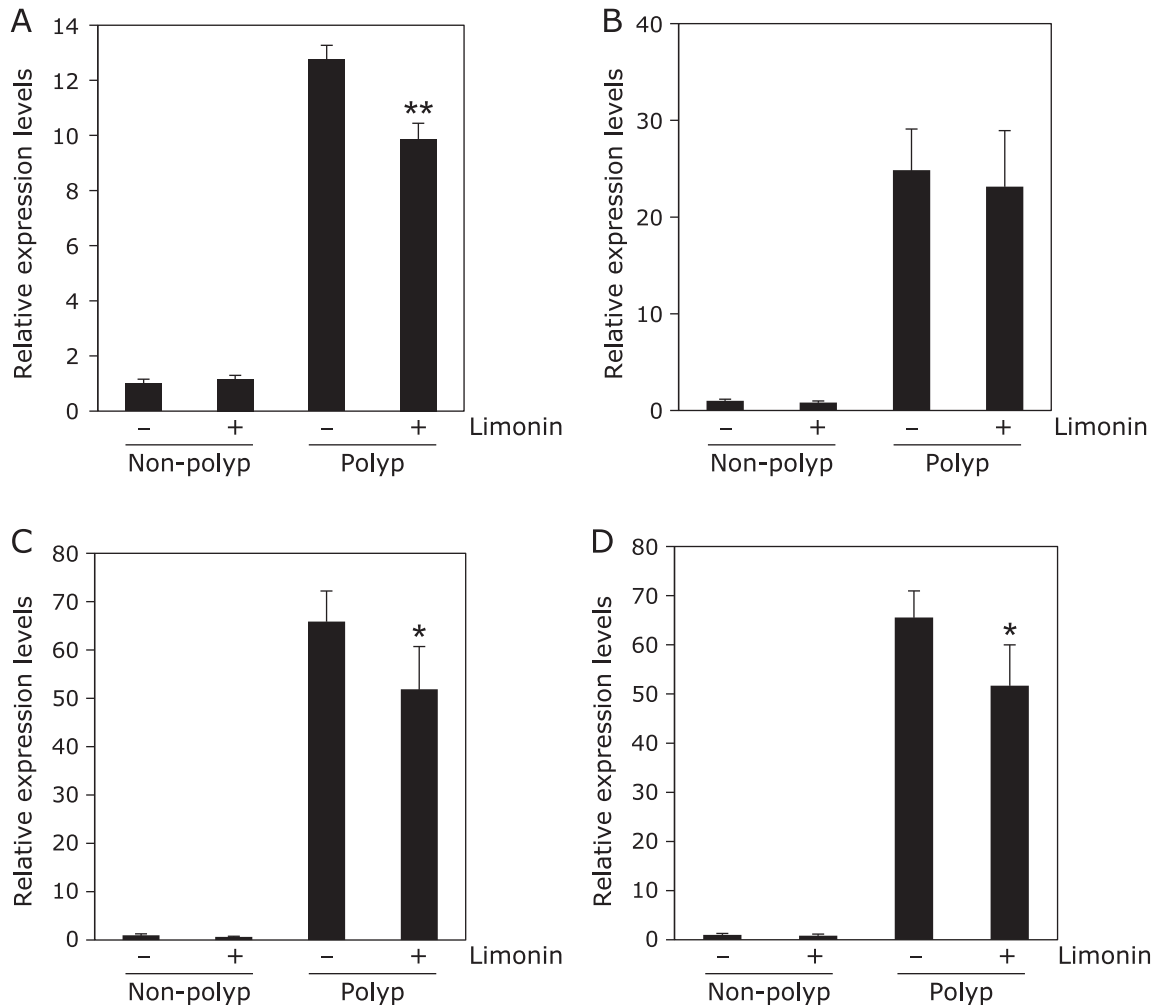 A
Relative expression levels
14
12
10
8
6
4
2
0
**
– + – + Limonin
Non-polyp Polyp
B
Relative expression levels
40
30
20
10
0
– + – + Limonin
Non-polyp Polyp
C
Relative expression levels
80
70
60
50
40
30
20
10
0
*
– + – + Limonin
Non-polyp Polyp
D
Relative expression levels
80
70
60
50
40
30
20
10
0
*
– + – + Limonin
Non-polyp Polyp